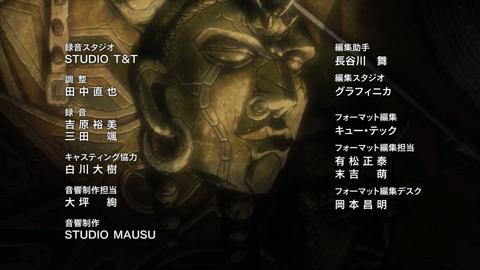 録音スタジオ
STUDIO T&T
調 整
田中直也
録 音
吉原裕美
三田 颯
キャスティング協力
白川大樹
音響制作担当
大坪 絢
音響制作
STUDIO MAUSU
編集助手
長谷川 舞
編集スタジオ
グラフィニカ
フォーマット編集
キュー・テック
フォーマット編集担当
有松正泰
末吉 萌
フォーマット編集デスク
岡本昌明